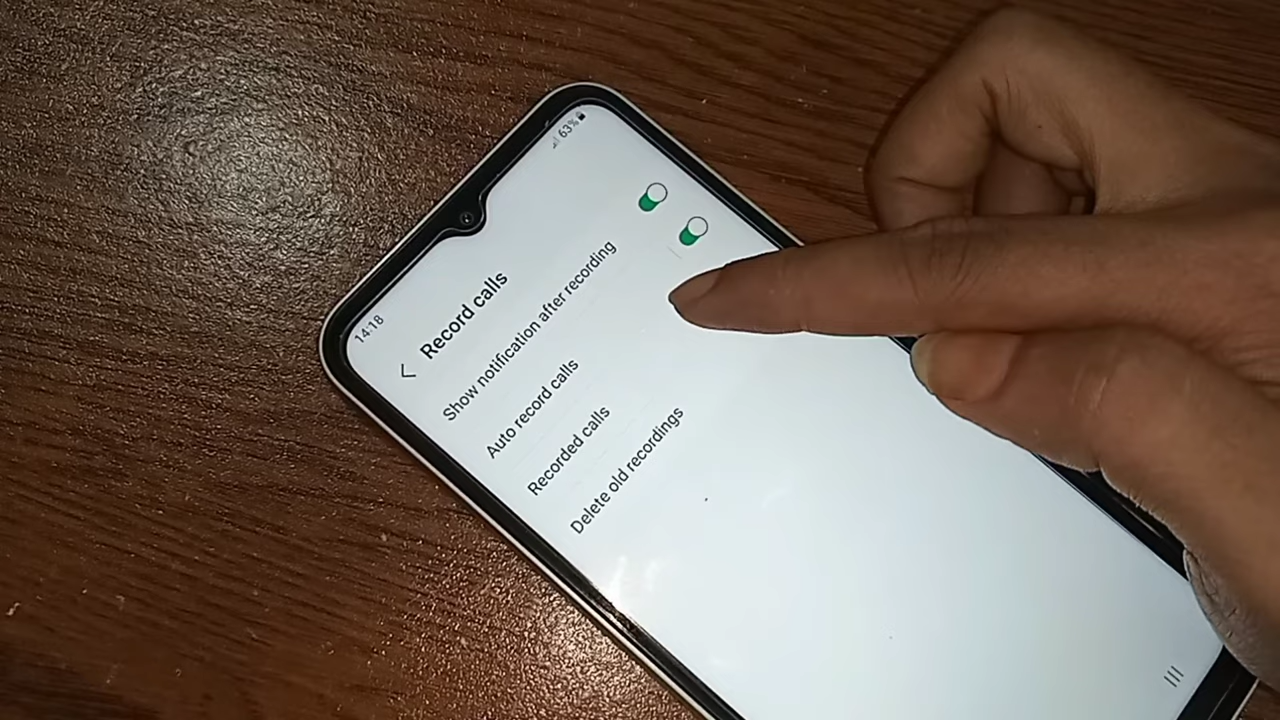 14:18
63%
Record calls
Show notification after recording
Auto record calls
Recorded calls
Delete old recordings